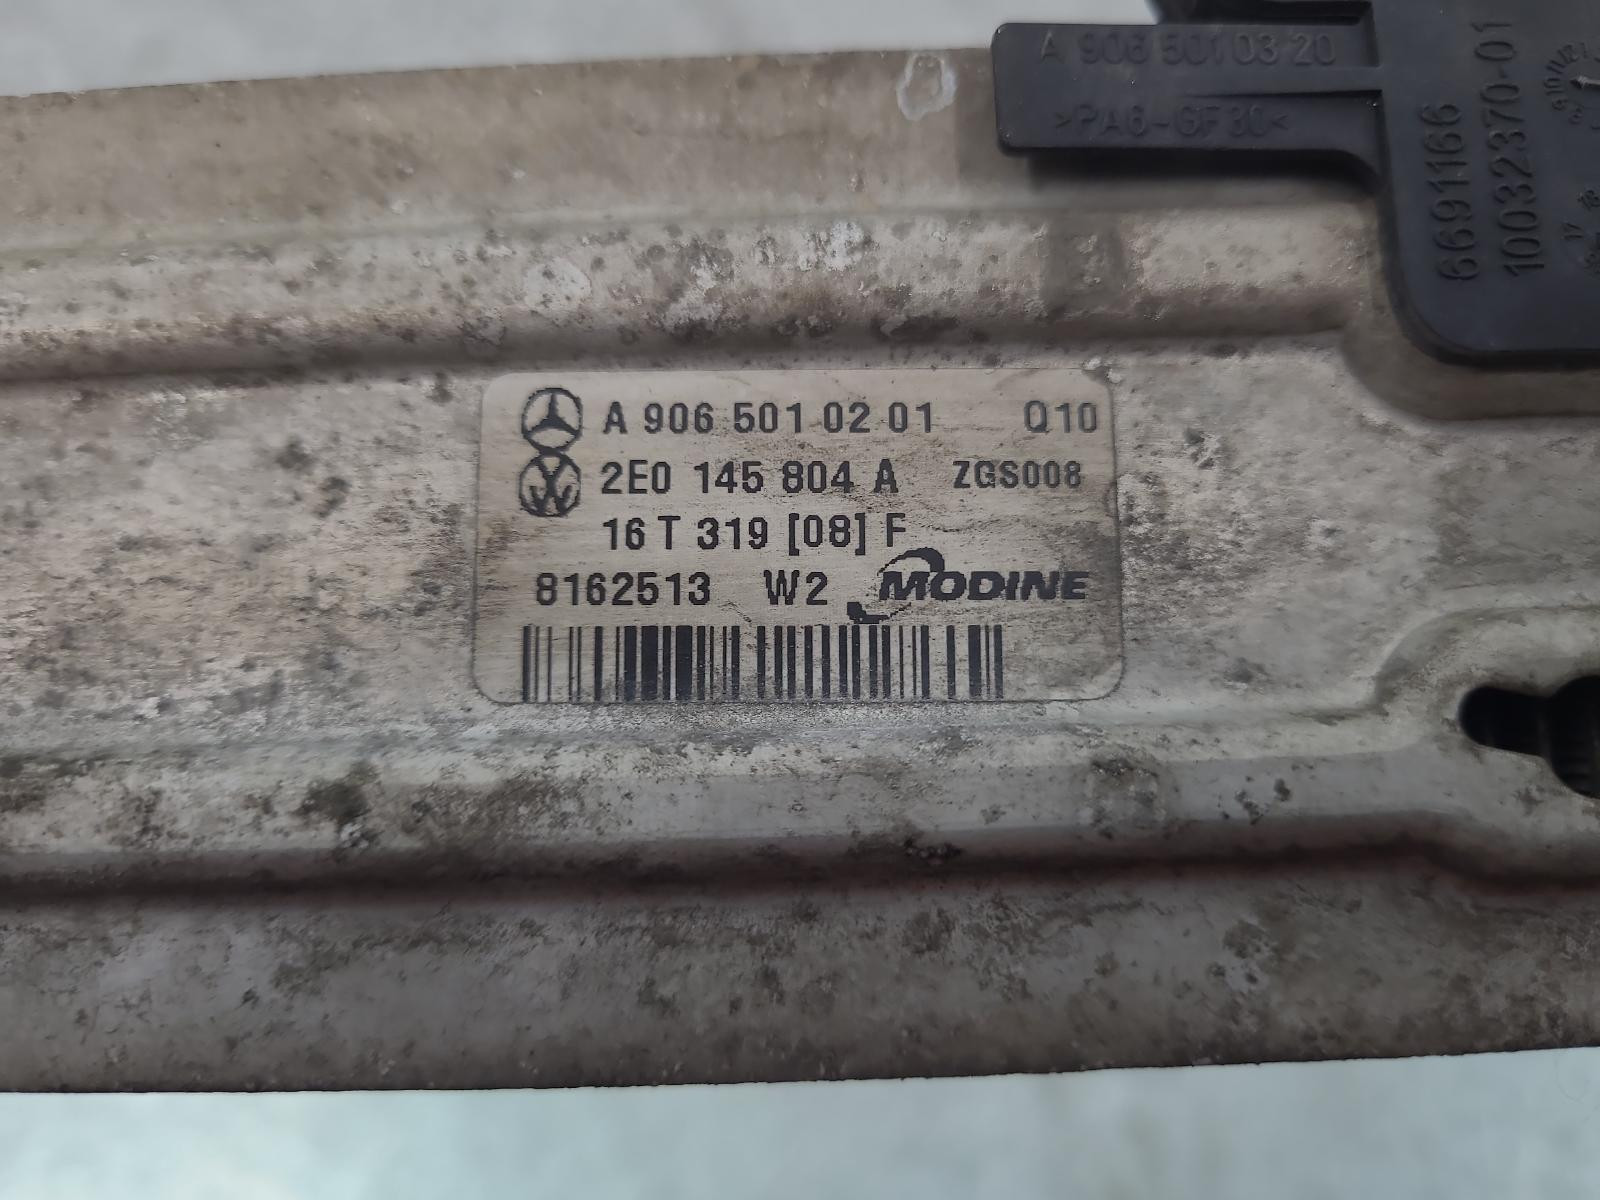 A 906 501 03 20
>PA6-GF30<
6691166
10032370-01
A 906 501 02 01 Q10
2E0 145 804 A ZGS008
16 T 319 [08] F
8162513 W2 MODINE